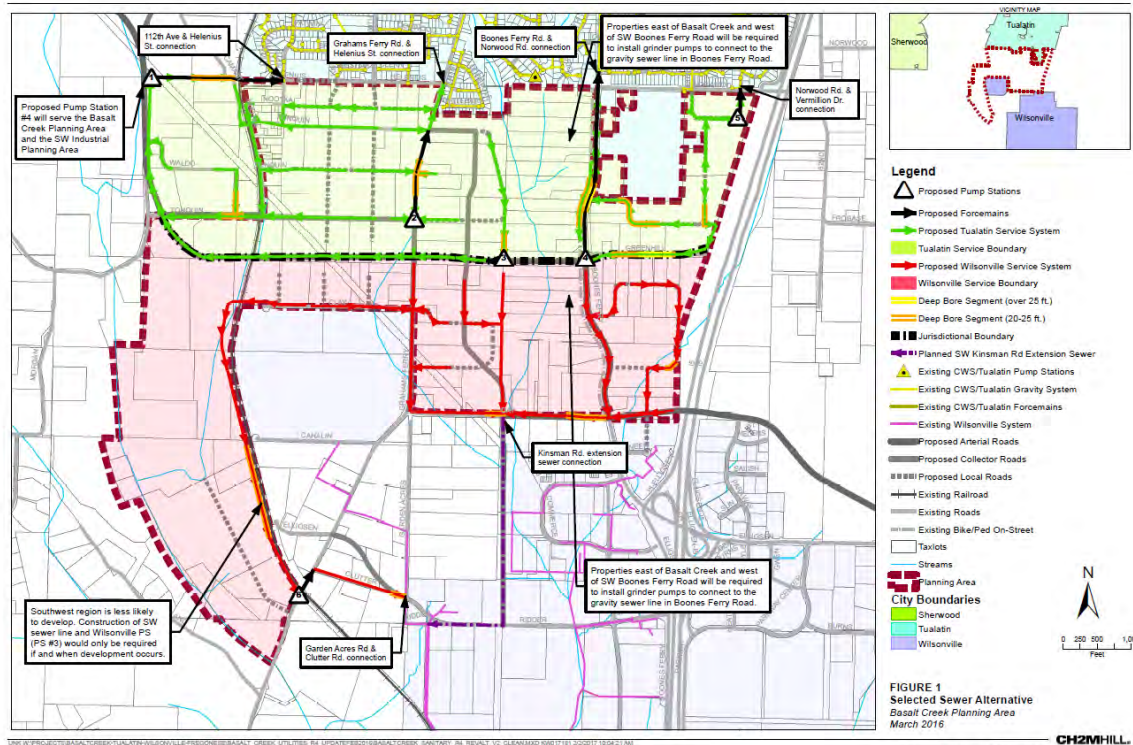 112th Ave & Helenius
St. connection
Grahams Ferry Rd. &
Helenius St. connection
Boones Ferry Rd. &
Norwood Rd. connection
Properties east of Basalt Creek and west
of SW Boones Ferry Road will be required
to install grinder pumps to connect to the
gravity sewer line in Boones Ferry Road.
NORWOOD
Norwood Rd. &
Vermillion Dr.
connection
1
5
Proposed Pump Station
#4 will serve the Basalt
Creek Planning Area
and the SW Industrial
Planning Area
WALDO
TONQUIN
2
3
4
GREENHILL
FROBASE
MORGAN
CAHALIN
Kinsman Rd. extension
sewer connection
COMMERCE
GARDEN ACRES
CLUTTER
RIDDER
BURNS
6
Properties east of Basalt Creek and west
of SW Boones Ferry Road will be required
to install grinder pumps to connect to the
gravity sewer line in Boones Ferry Road.
Southwest region is less likely
to develop. Construction of SW
sewer line and Wilsonville PS
(PS #3) would only be required
if and when development occurs.
Garden Acres Rd &
Clutter Rd. connection
VICINITY MAP
Tualatin
Sherwood
Wilsonville
Legend
Proposed Pump Stations
Proposed Forcemains
Proposed Tualatin Service System
Tualatin Service Boundary
Proposed Wilsonville Service System
Wilsonville Service Boundary
Deep Bore Segment (over 25 ft.)
Deep Bore Segment (20-25 ft.)
Jurisdictional Boundary
Planned SW Kinsman Rd Extension Sewer
Existing CWS/Tualatin Pump Stations
Existing CWS/Tualatin Gravity System
Existing CWS/Tualatin Forcemains
Existing Wilsonville System
Proposed Arterial Roads
Proposed Collector Roads
Proposed Local Roads
Existing Railroad
Existing Roads
Existing Bike/Ped On-Street
Taxlots
Streams
Planning Area
City Boundaries
Sherwood
Tualatin
Wilsonville
N
0 250 500 1,000
Feet
FIGURE 1
Selected Sewer Alternative
Basalt Creek Planning Area
March 2016
CH2MHILL